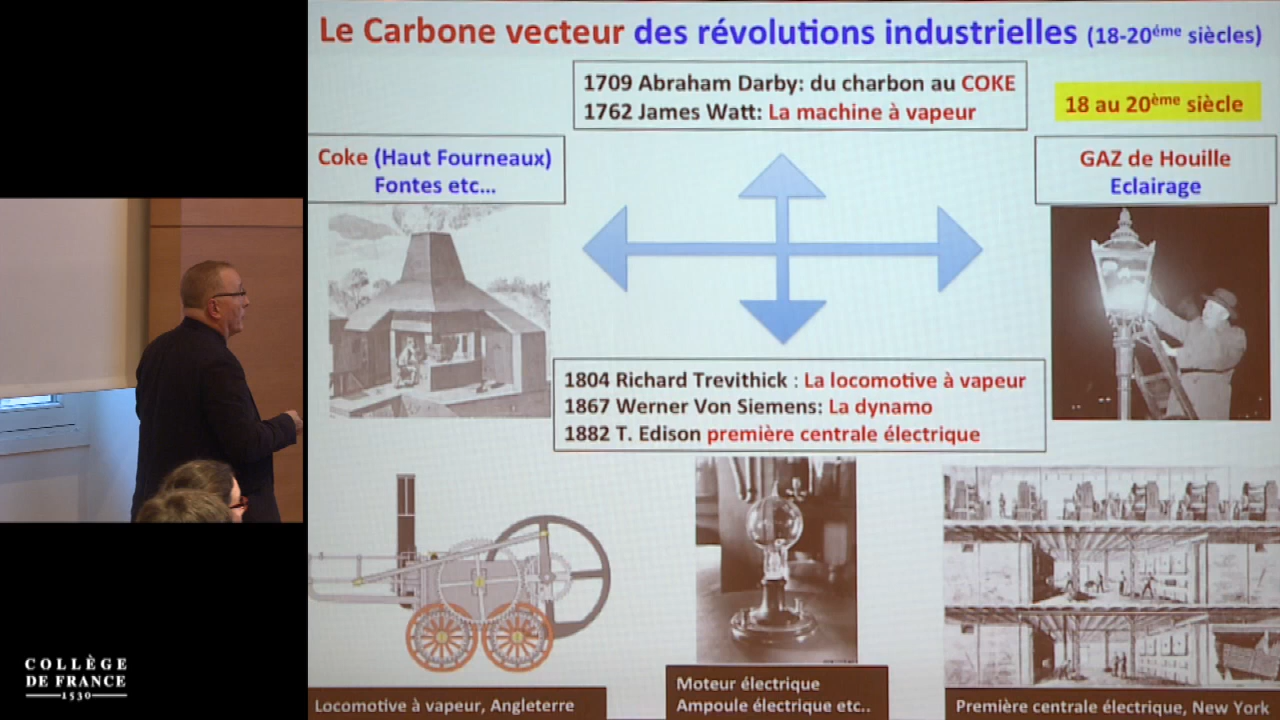 Le Carbone vecteur des révolutions industrielles (18-20éme siècles)
1709 Abraham Darby: du charbon au COKE
1762 James Watt: La machine à vapeur
18 au 20ème siècle
Coke (Haut Fourneaux)
Fontes etc...
GAZ de Houille
Eclairage
1804 Richard Trevithick : La locomotive à vapeur
1867 Werner Von Siemens: La dynamo
1882 T. Edison première centrale électrique
Locomotive à vapeur, Angleterre
Moteur électrique
Ampoule électrique etc..
Première centrale électrique, New York
COLLÈGE
DE FRANCE
1530